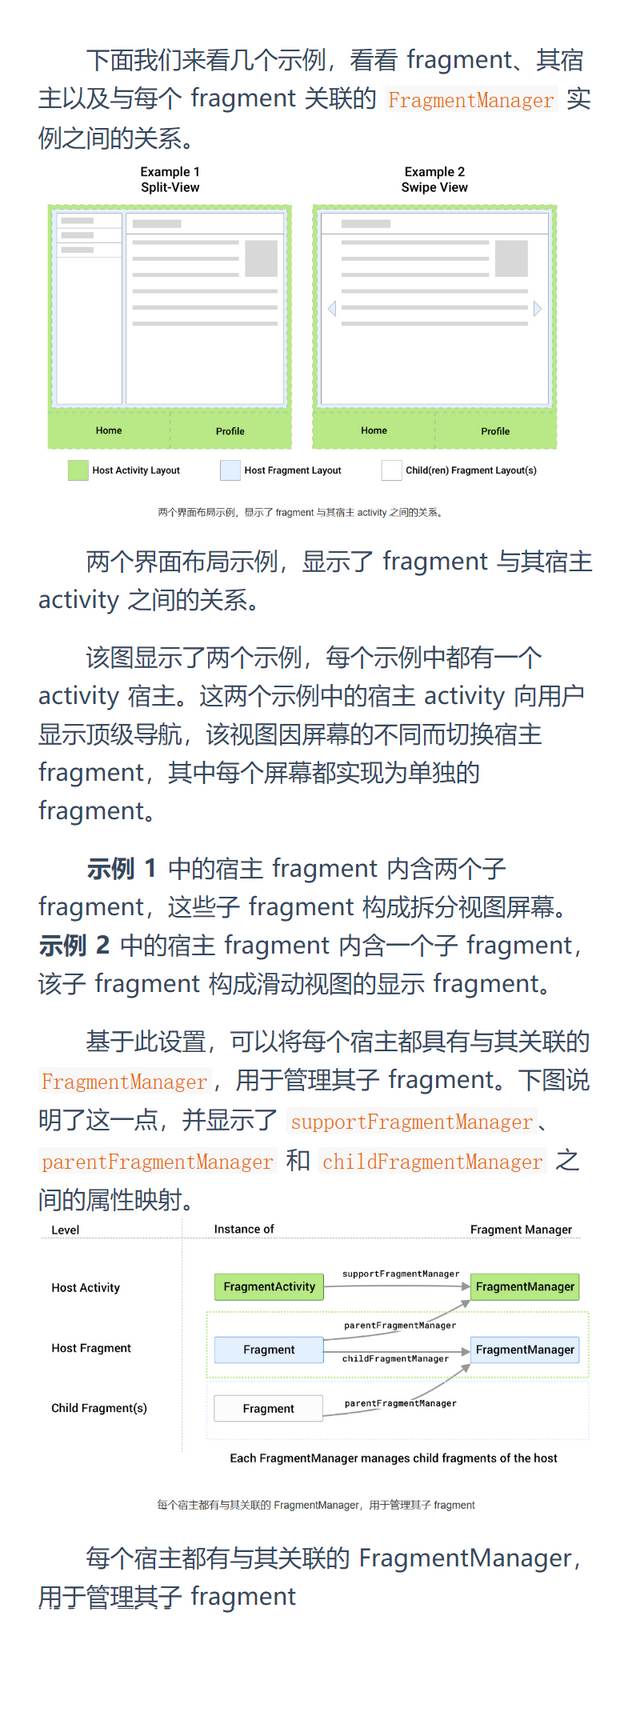 下面我们来看几个示例，看看 fragment、其宿
主以及与每个 fragment 关联的 FragmentManager 实
例之间的关系。
Example 1
Split-View
Example 2
Swipe View
Home
Profile
Home
Profile
Host Activity Layout
Host Fragment Layout
Child(ren) Fragment Layout(s)
两个界面布局示例，显示了 fragment 与其宿主 activity 之间的关系。
两个界面布局示例，显示了 fragment 与其宿主
activity 之间的关系。
该图显示了两个示例，每个示例中都有一个
activity 宿主。这两个示例中的宿主 activity 向用户
显示顶级导航，该视图因屏幕的不同而切换宿主
fragment，其中每个屏幕都实现为单独的
fragment。
示例 1 中的宿主 fragment 内含两个子
fragment，这些子 fragment 构成拆分视图屏幕。
示例 2 中的宿主 fragment 内含一个子 fragment，
该子 fragment 构成滑动视图的显示 fragment。
基于此设置，可以将每个宿主都具有与其关联的
FragmentManager，用于管理其子 fragment。下图说
明了这一点，并显示了 supportFragmentManager、
parentFragmentManager 和 childFragmentManager 之
间的属性映射。
Level
Instance of
Fragment Manager
Host Activity
FragmentActivity
supportFragmentManager
FragmentManager
parentFragmentManager
Host Fragment
Fragment
childFragmentManager
FragmentManager
Child Fragment(s)
Fragment
parentFragmentManager
Each FragmentManager manages child fragments of the host
每个宿主都有与其关联的 FragmentManager，用于管理其子 fragment
每个宿主都有与其关联的 FragmentManager，
用于管理其子 fragment